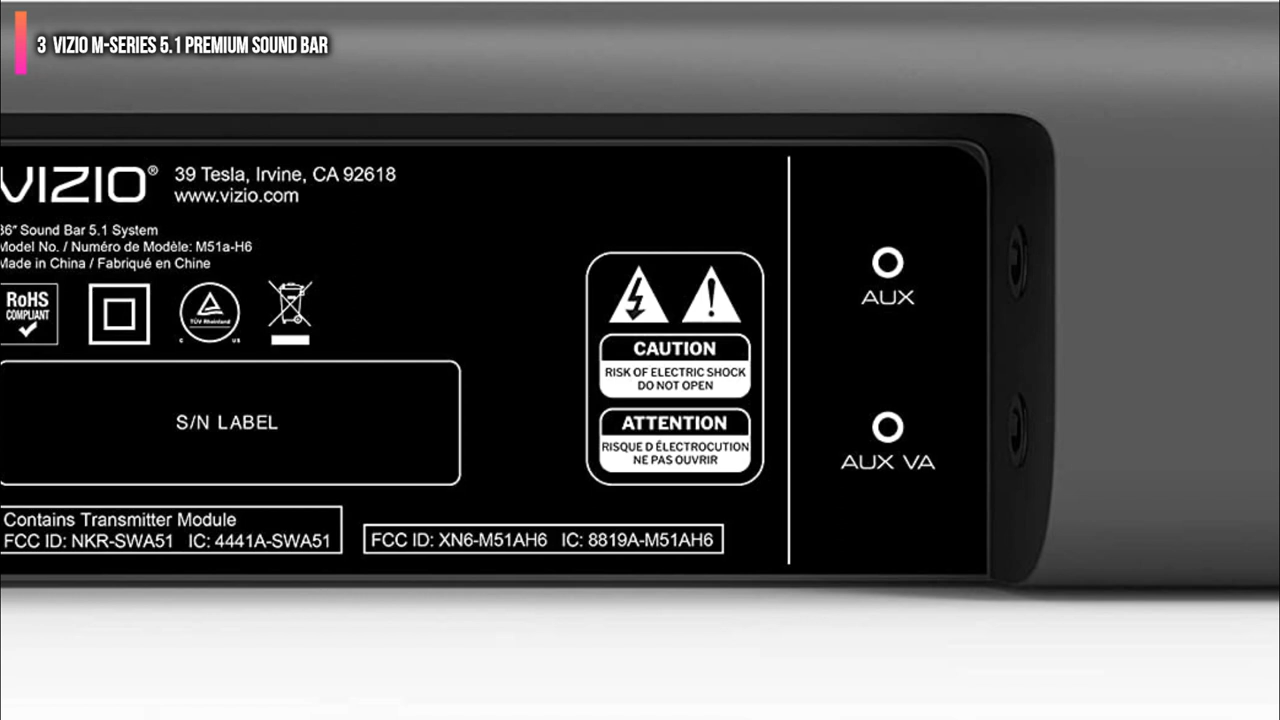 3 VIZIO M-SERIES 5.1 PREMIUM SOUND BAR
VIZIO®
39 Tesla, Irvine, CA 92618
www.vizio.com
36" Sound Bar 5.1 System
Model No. / Numéro de Modèle: M51a-H6
Made in China / Fabriqué en Chine
RoHS
COMPLIANT
TÜV Rheinland
C US
S/N LABEL
Contains Transmitter Module
FCC ID: NKR-SWA51 IC: 4441A-SWA51
FCC ID: XN6-M51AH6 IC: 8819A-M51AH6
CAUTION
RISK OF ELECTRIC SHOCK
DO NOT OPEN
ATTENTION
RISQUE D ÉLECTROCUTION
NE PAS OUVRIR
AUX
AUX VA